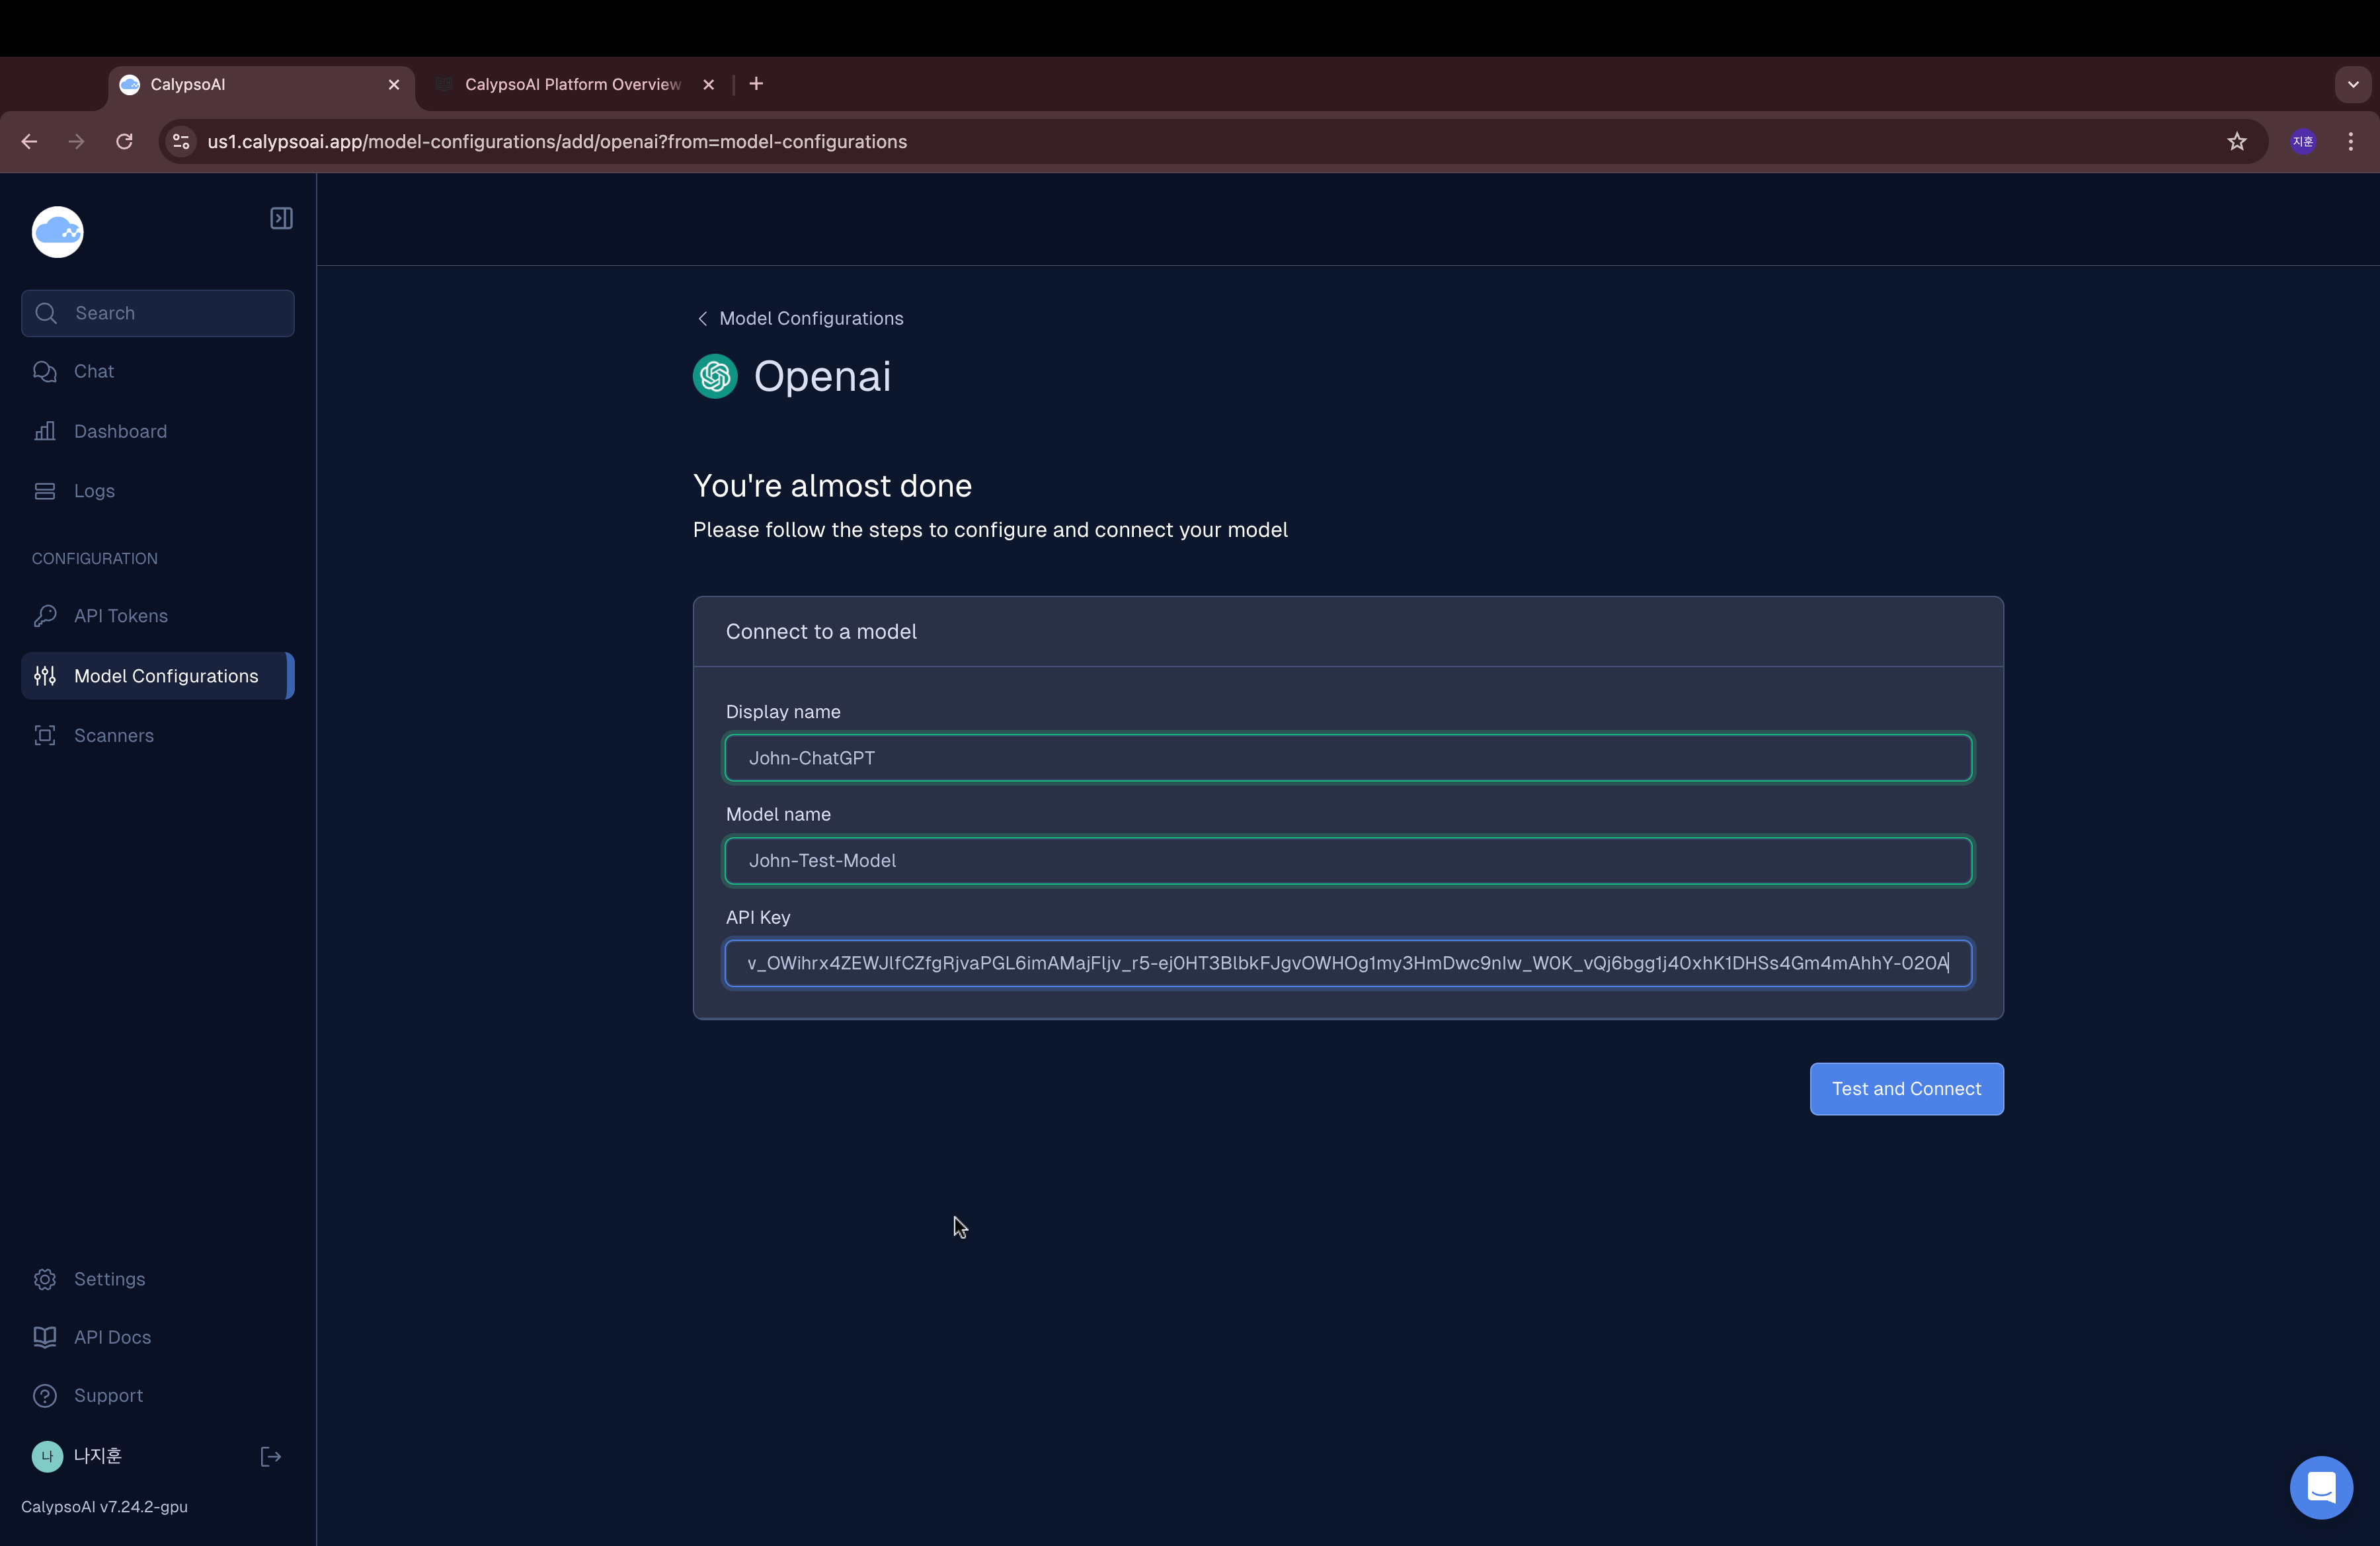 CalypsoAI
CalypsoAI Platform Overview
us1.calypsoai.app/model-configurations/add/openai?from=model-configurations
지훈
Search
Chat
Dashboard
Logs
CONFIGURATION
API Tokens
Model Configurations
Scanners
Settings
API Docs
Support
나
나지훈
CalypsoAI v7.24.2-gpu
Model Configurations
Openai
You're almost done
Please follow the steps to configure and connect your model
Connect to a model
Display name
John-ChatGPT
Model name
John-Test-Model
API Key
v_OWihrx4ZEWJlfCZfgRjvaPGL6imAMajFljv_r5-ej0HT3BlbkFJgvOWHOg1my3HmDwc9nIw_W0K_vQj6bgg1j40xhK1DHSs4Gm4mAhhY-020A
Test and Connect